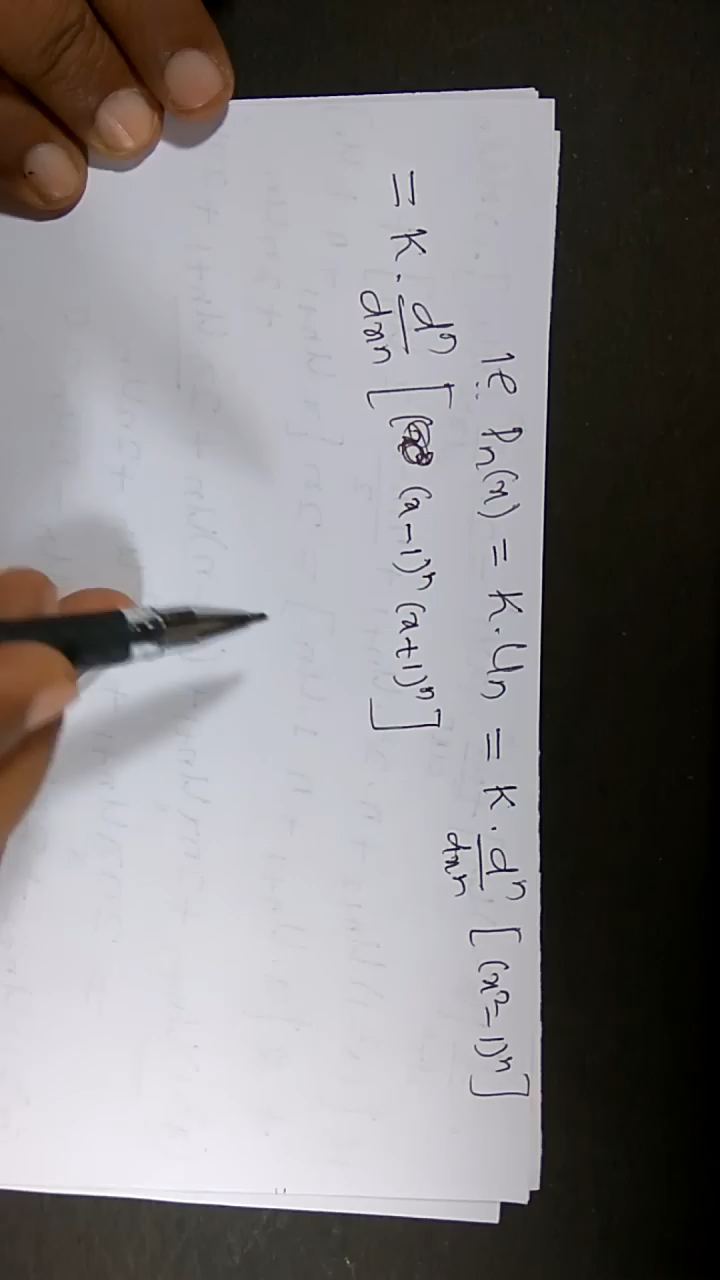 ie Pn(x) = K.Un = K. dⁿ/dxⁿ [(x²-1)ⁿ]
= K. dⁿ/dxⁿ [(x-1)ⁿ (x+1)ⁿ]